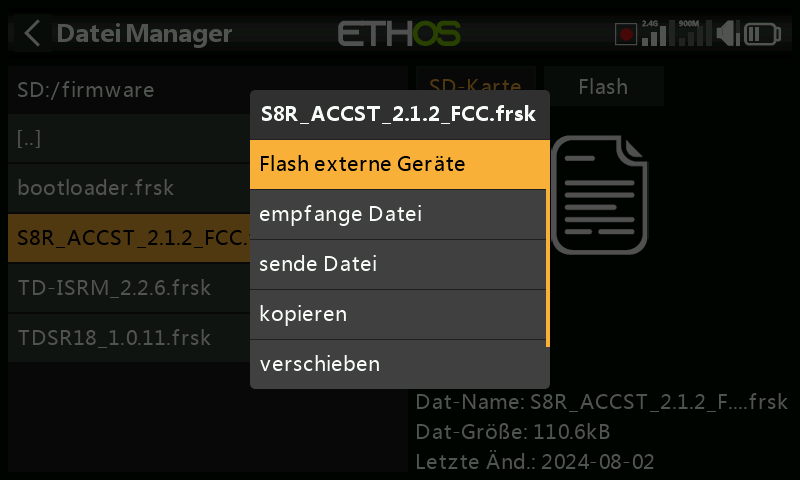 Datei Manager
ETHOS
2.4G
900M
SD:/firmware
SD-Karte
Flash
[..]
bootloader.frsk
S8R_ACCST_2.1.2_FCC.
TD-ISRM_2.2.6.frsk
TDSR18_1.0.11.frsk
S8R_ACCST_2.1.2_FCC.frsk
Flash externe Geräte
empfange Datei
sende Datei
kopieren
verschieben
Dat-Name: S8R_ACCST_2.1.2_F....frsk
Dat-Größe: 110.6kB
Letzte Änd.: 2024-08-02